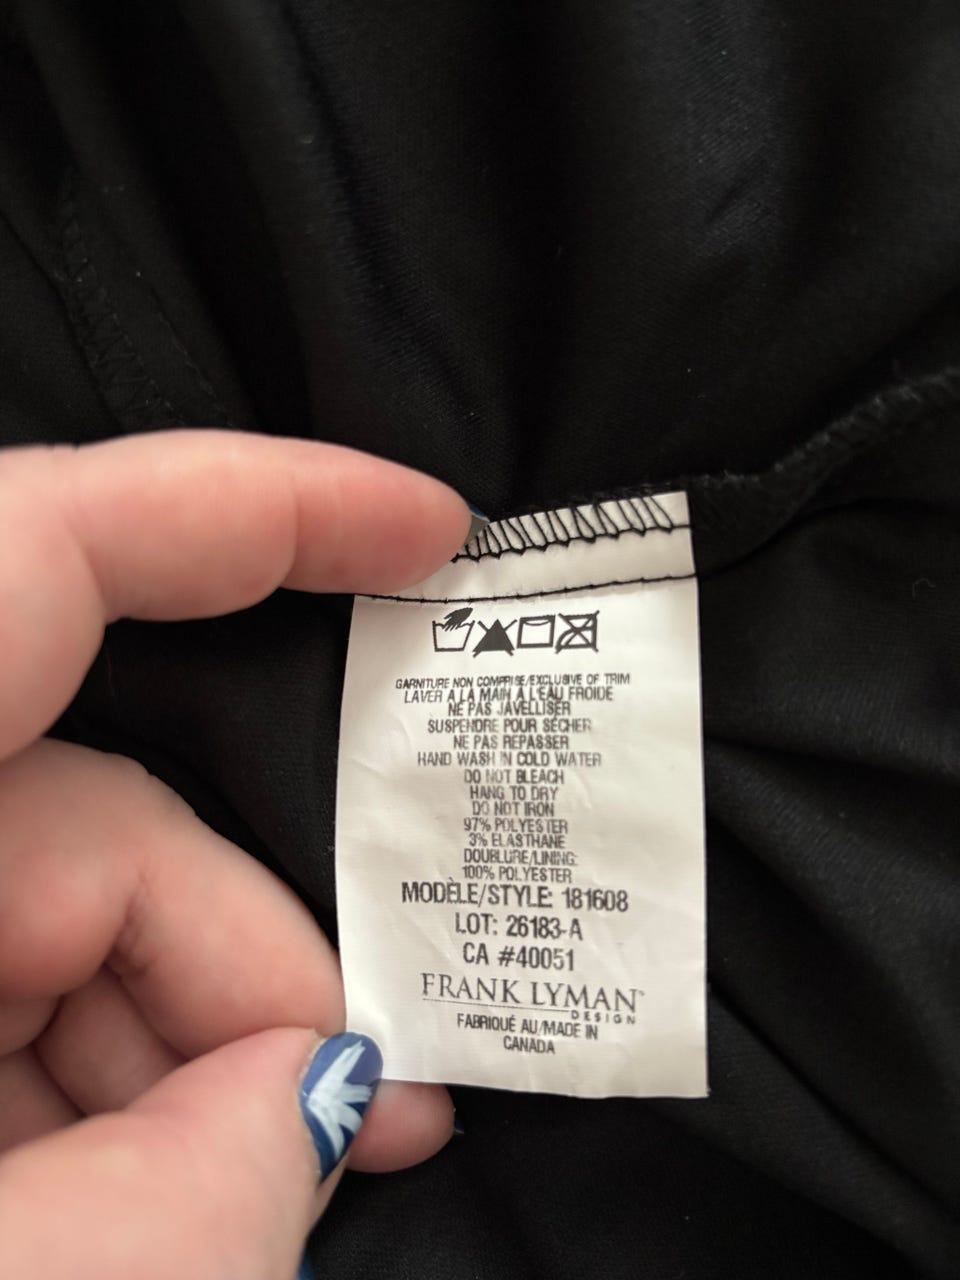 GARNITURE NON COMPRISE/EXCLUSIVE OF TRIM
LAVER A LA MAIN A L'EAU FROIDE
NE PAS JAVELLISER
SUSPENDRE POUR SÉCHER
NE PAS REPASSER
HAND WASH IN COLD WATER
DO NOT BLEACH
HANG TO DRY
DO NOT IRON
97% POLYESTER
3% ELASTHANE
DOUBLURE/LINING:
100% POLYESTER
MODÈLE/STYLE: 181608
LOT: 26183-A
CA #40051
FRANK LYMAN
DESIGN
FABRIQUÉ AU/MADE IN
CANADA